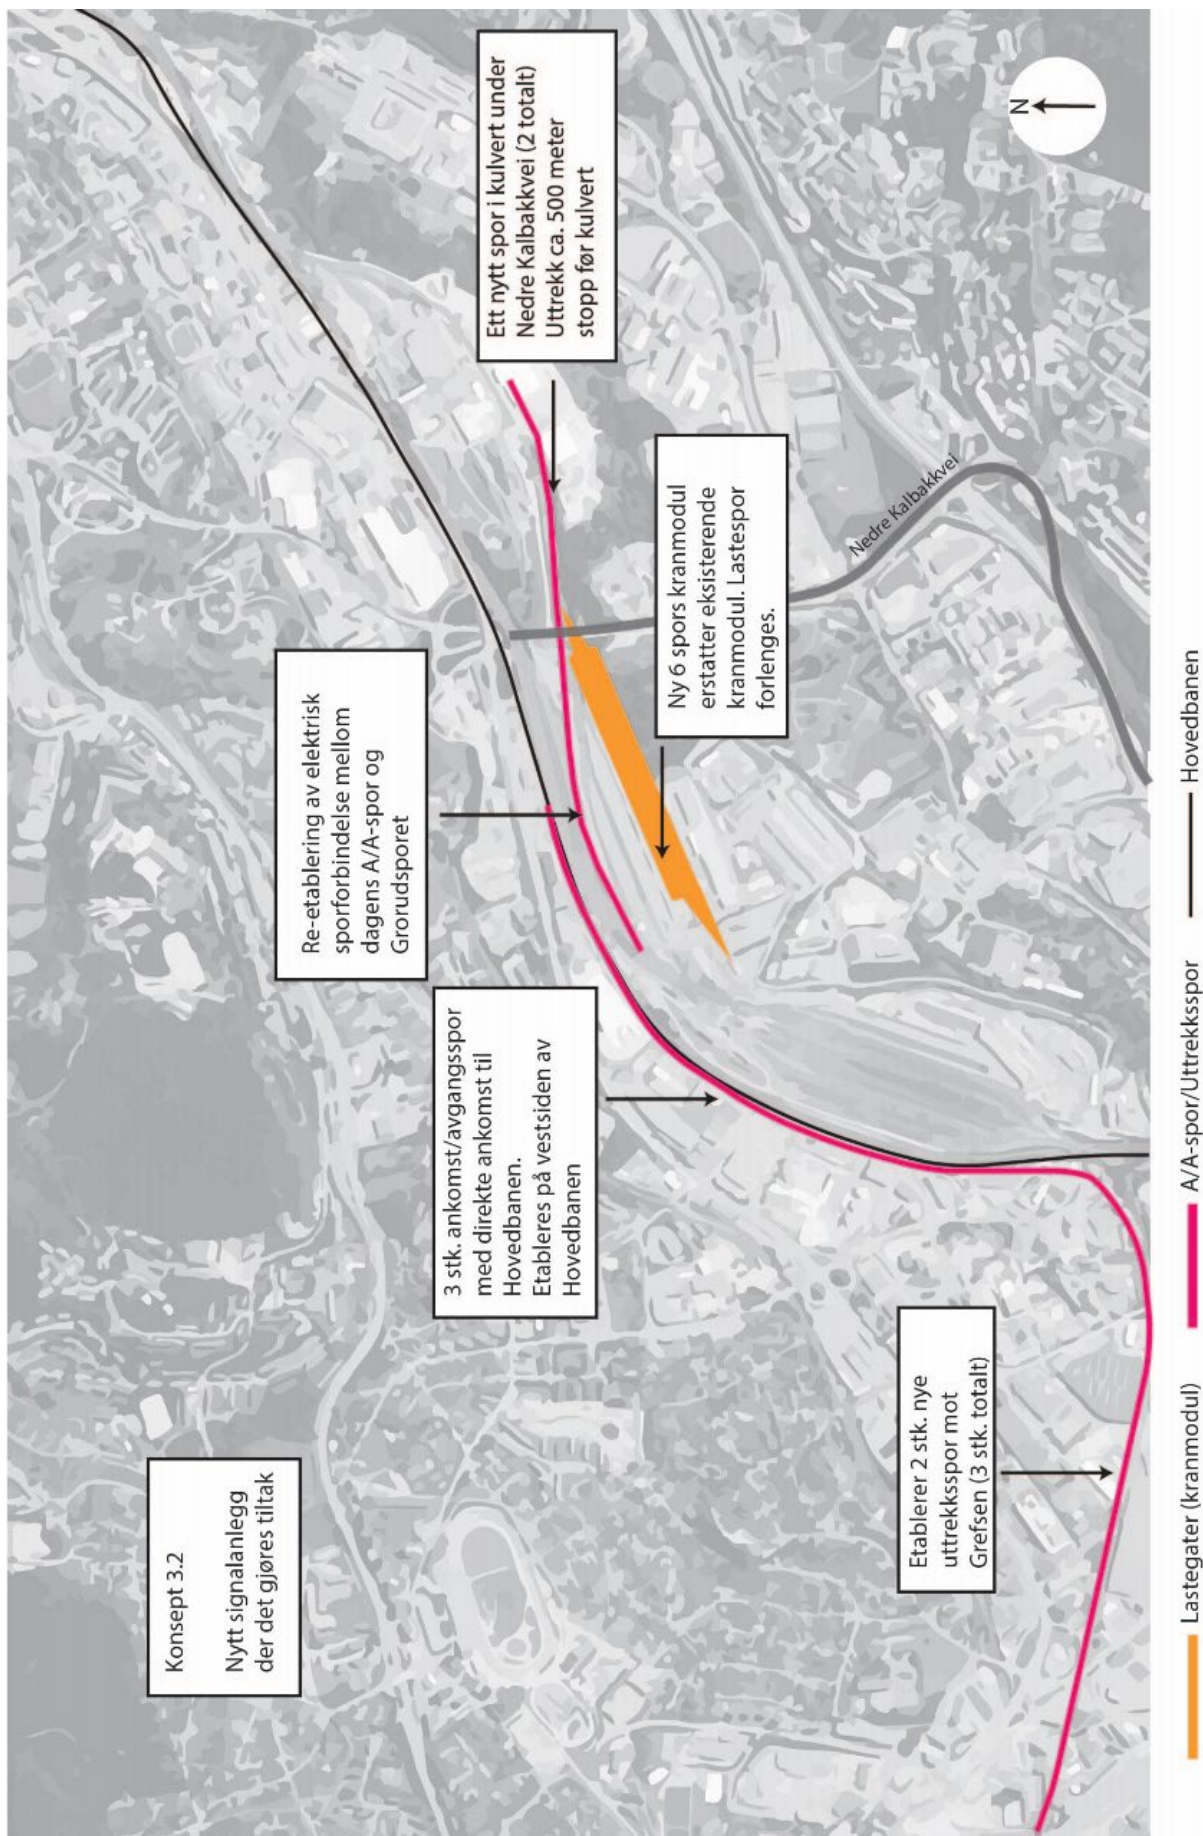 Konsept 3.2
Nytt signalanlegg
der det gjøres tiltak
Re-etablering av elektrisk
sporforbindelse mellom
dagens A/A-spor og
Grorudsporet
3 stk. ankomst/avgangsspor
med direkte ankomst til
Hovedbanen.
Etableres på vestsiden av
Hovedbanen
Ett nytt spor i kulvert under
Nedre Kalbakkvei (2 totalt)
Uttrekk ca. 500 meter
stopp før kulvert
Ny 6 spors kranmodul
erstatter eksisterende
kranmodul. Lastespor
forlenges.
Nedre Kalbakkvei
Etablerer 2 stk. nye
uttrekksspor mot
Grefsen (3 stk. totalt)
N
Lastegater (kranmodul)
A/A-spor/Uttrekksspor
Hovedbanen